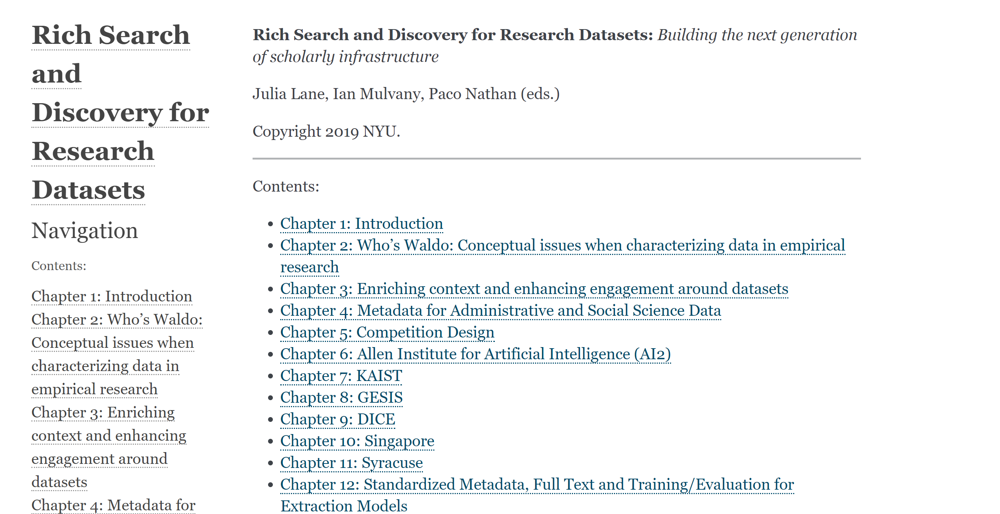 Rich Search
and
Discovery for
Research
Datasets
Navigation
Contents:
Chapter 1: Introduction
Chapter 2: Who’s Waldo:
Conceptual issues when
characterizing data in
empirical research
Chapter 3: Enriching
context and enhancing
engagement around
datasets
Chapter 4: Metadata for
Rich Search and Discovery for Research Datasets: Building the next generation
of scholarly infrastructure
Julia Lane, Ian Mulvany, Paco Nathan (eds.)
Copyright 2019 NYU.
Contents:
• Chapter 1: Introduction
• Chapter 2: Who’s Waldo: Conceptual issues when characterizing data in empirical
research
• Chapter 3: Enriching context and enhancing engagement around datasets
• Chapter 4: Metadata for Administrative and Social Science Data
• Chapter 5: Competition Design
• Chapter 6: Allen Institute for Artificial Intelligence (AI2)
• Chapter 7: KAIST
• Chapter 8: GESIS
• Chapter 9: DICE
• Chapter 10: Singapore
• Chapter 11: Syracuse
• Chapter 12: Standardized Metadata, Full Text and Training/Evaluation for
Extraction Models